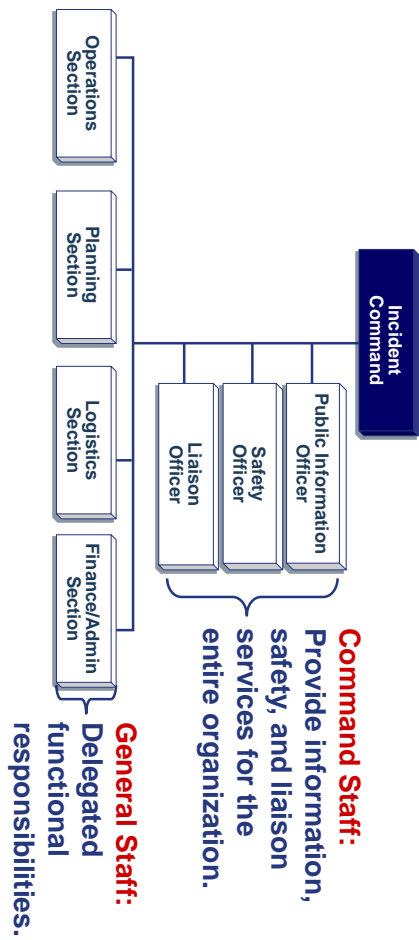 Incident
Command
Public Information
Officer
Safety
Officer
Liaison
Officer
Command Staff:
Provide information,
safety, and liaison
services for the
entire organization.
Operations
Section
Planning
Section
Logistics
Section
Finance/Admin
Section
General Staff:
Delegated
functional
responsibilities.